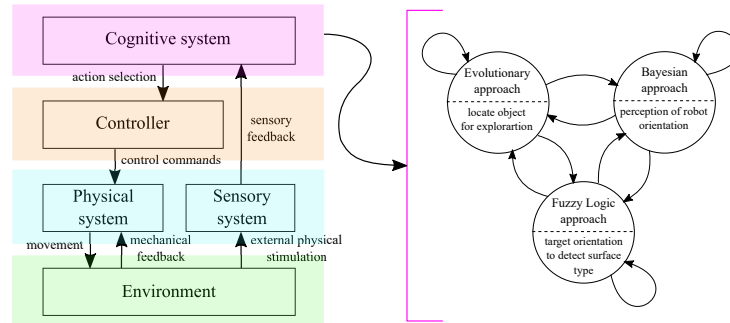 Cognitive system
action selection
Controller
sensory
feedback
control commands
Physical
system
Sensory
system
movement
mechanical
feedback
external physical
stimulation
Environment
Evolutionary
approach
locate object
for explorartion
Bayesian
approach
perception of robot
orientation
Fuzzy Logic
approach
target orientation
to detect surface
type